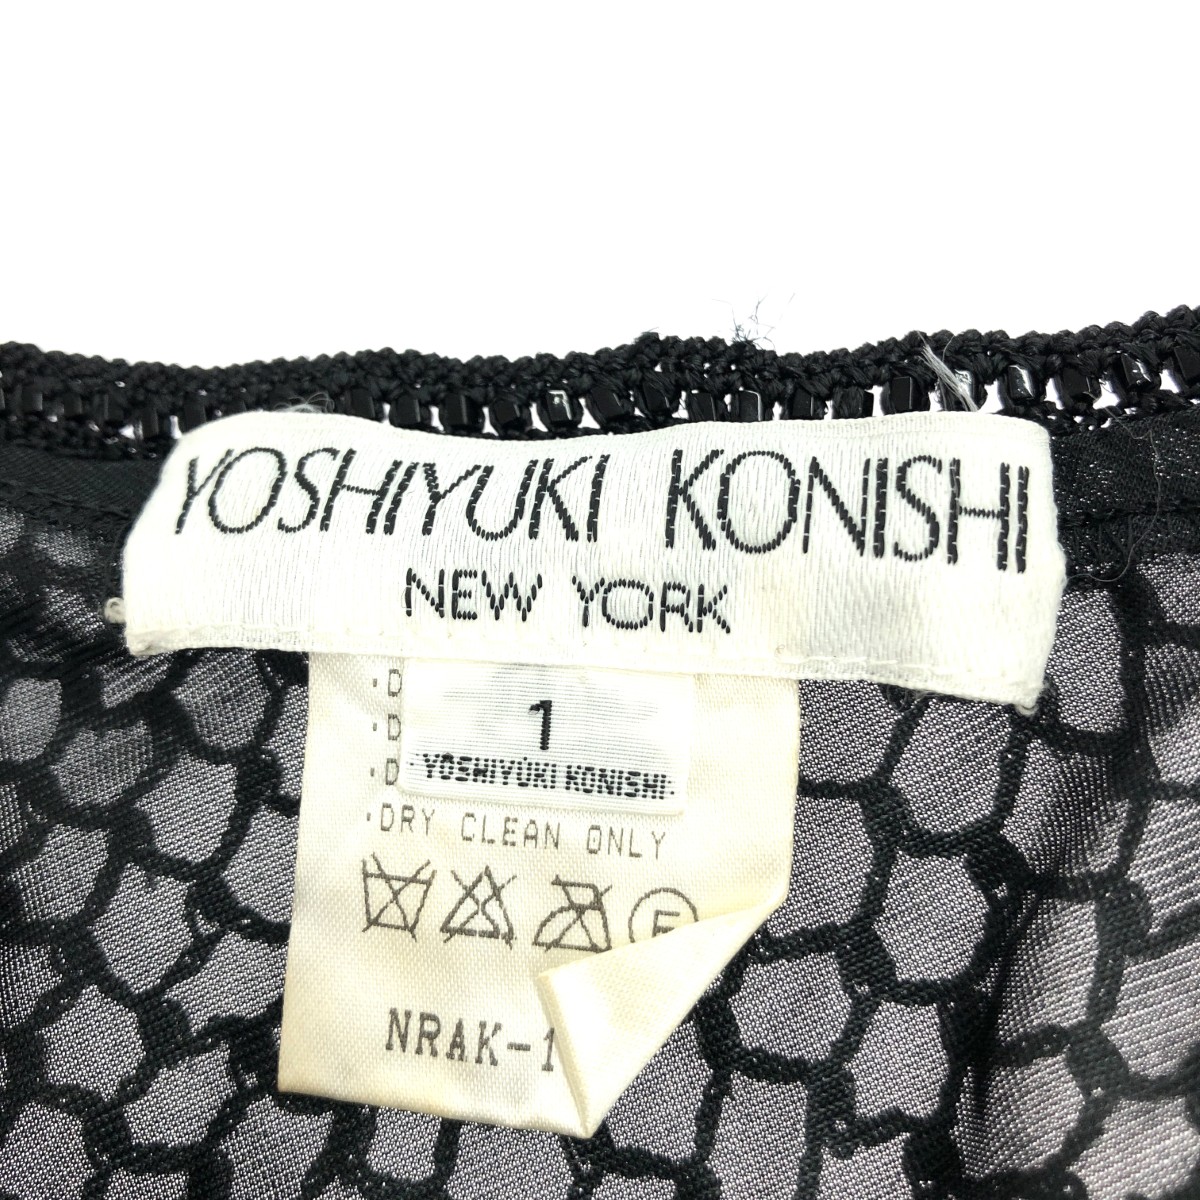 YOSHIYUKI KONISHI
NEW YORK
1
YOSHIYUKI KONISHI
·D
·D
·D
·DRY CLEAN ONLY
F
NRAK-1